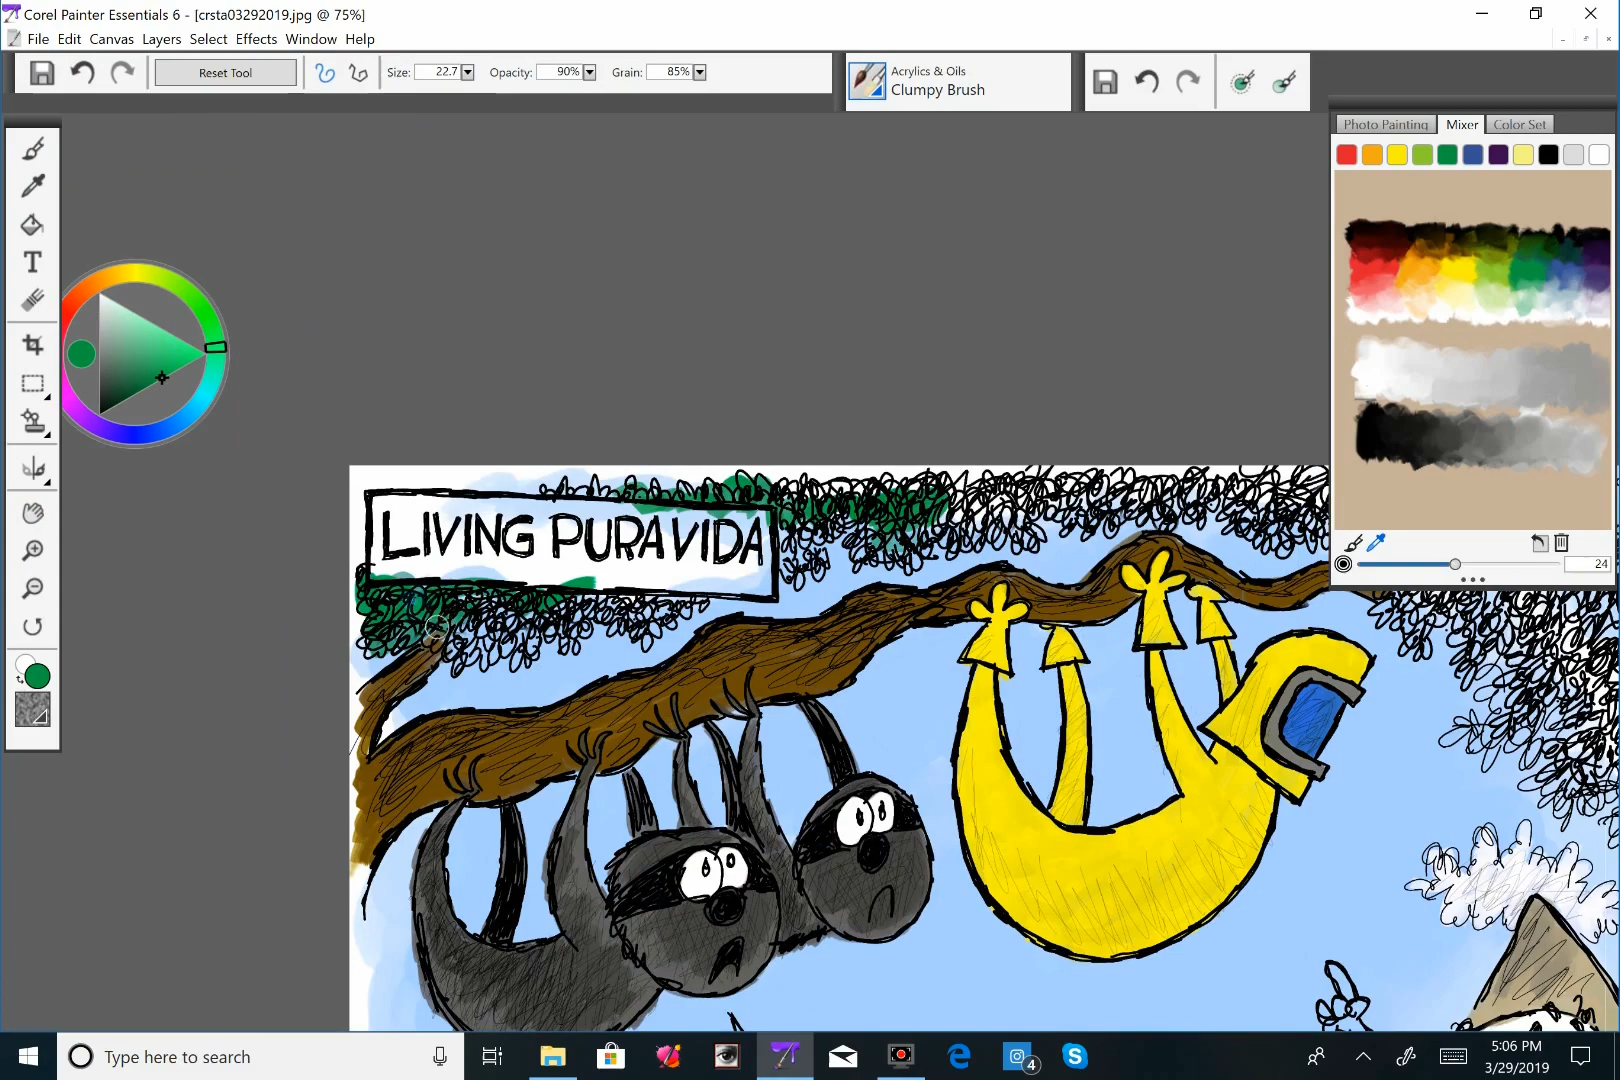 Corel Painter Essentials 6 - [crsta03292019.jpg @ 75%]
File Edit Canvas Layers Select Effects Window Help
Reset Tool Size: 22.7 Opacity: 90% Grain: 85%
Acrylics & Oils
Clumpy Brush
Photo Painting Mixer Color Set
T
24
LIVING PURA VIDA
Type here to search
4
5:06 PM
3/29/2019